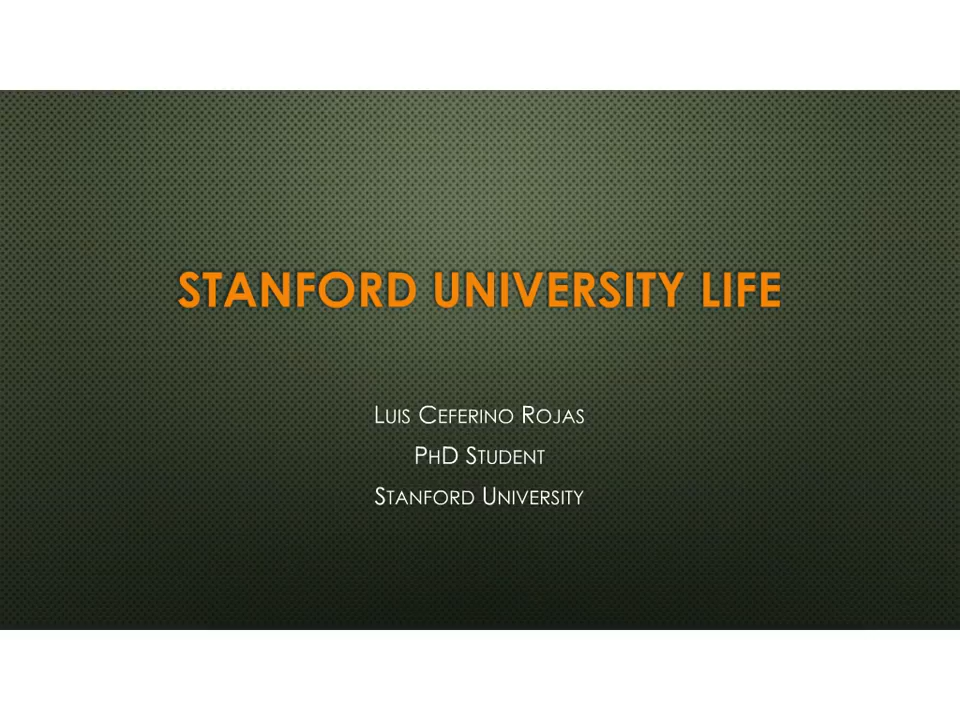 STANFORD UNIVERSITY LIFE
LUIS CEFERINO ROJAS
PHD STUDENT
STANFORD UNIVERSITY